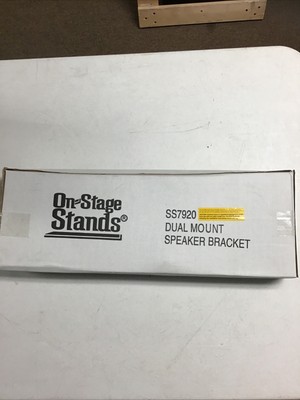 On-Stage
Stands®
SS7920
DUAL MOUNT
SPEAKER BRACKET